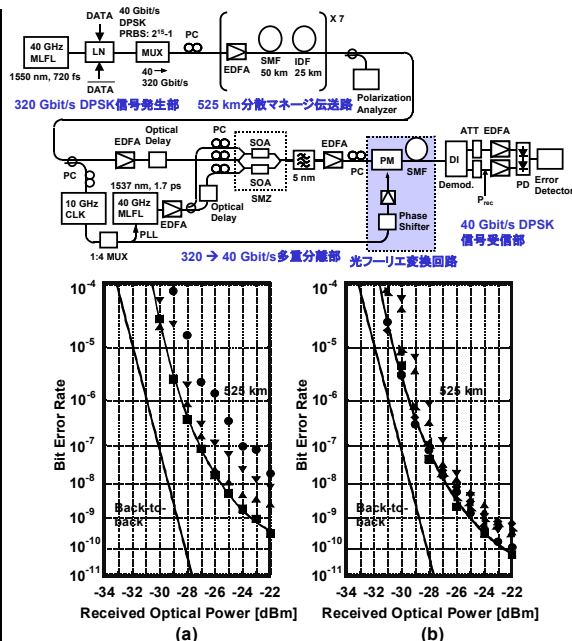 DATA
DATA
40 GHz
MLFL
1550 nm, 720 fs
LN
40 Gbit/s
DPSK
PRBS: 2¹⁵-1
MUX
40→
320 Gbit/s
PC
EDFA
SMF
50 km
IDF
25 km
X 7
Polarization
Analyzer
320 Gbit/s DPSK信号発生部
525 km分散マネージ伝送路
PC
EDFA
Optical
Delay
PC
SOA
SOA
SMZ
5 nm
EDFA
PC
PM
SMF
ATT
EDFA
DI
Demod.
Prec
PD
Error
Detector
10 GHz
CLK
1537 nm, 1.7 ps
40 GHz
MLFL
EDFA
Optical
Delay
PLL
1:4 MUX
Phase
Shifter
320 → 40 Gbit/s多重分離部
光フーリエ変換回路
40 Gbit/s DPSK
信号受信部
Bit Error Rate
10⁻⁴
10⁻⁵
10⁻⁶
10⁻⁷
10⁻⁸
10⁻⁹
10⁻¹⁰
10⁻¹¹
525 km
Back-to-
back
-34 -32 -30 -28 -26 -24 -22
Received Optical Power [dBm]
(a)
Bit Error Rate
10⁻⁴
10⁻⁵
10⁻⁶
10⁻⁷
10⁻⁸
10⁻⁹
10⁻¹⁰
10⁻¹¹
525 km
Back-to-
back
-34 -32 -30 -28 -26 -24 -22
Received Optical Power [dBm]
(b)